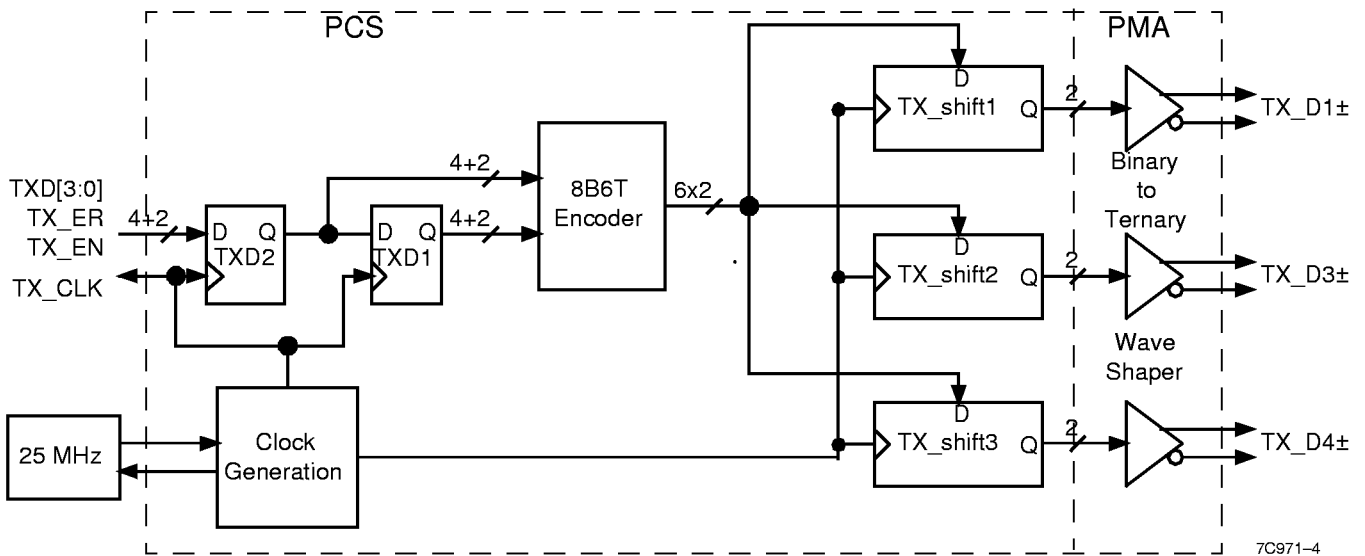 PCS
PMA
TXD[3:0]
TX_ER
TX_EN
TX_CLK
4+2
D Q
TXD2
4+2
D Q
TXD1
4+2
8B6T
Encoder
6x2
D
TX_shift1
Q
2
TX_D1±
Binary
to
Ternary
D
TX_shift2
Q
2
TX_D3±
Wave
Shaper
D
TX_shift3
Q
2
TX_D4±
25 MHz
Clock
Generation
7C971–4